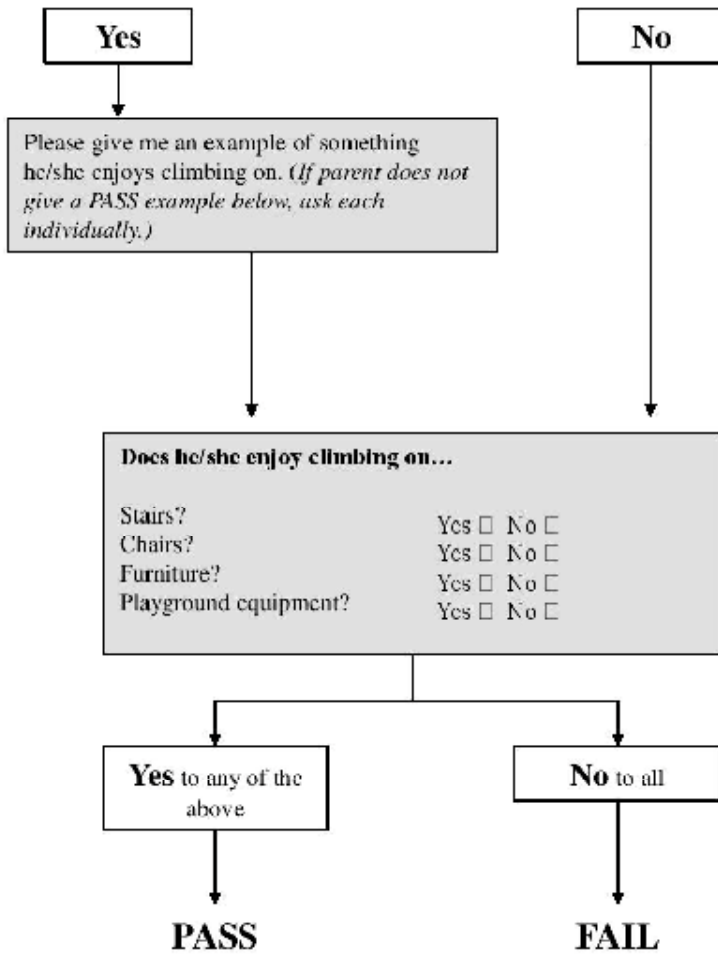 Yes
No
Please give me an example of something
he/she enjoys climbing on. (If parent does not
give a PASS example below, ask each
individually.)
Does he/she enjoy climbing on…
Stairs? Yes □ No □
Chairs? Yes □ No □
Furniture? Yes □ No □
Playground equipment? Yes □ No □
Yes to any of the
above
No to all
PASS
FAIL